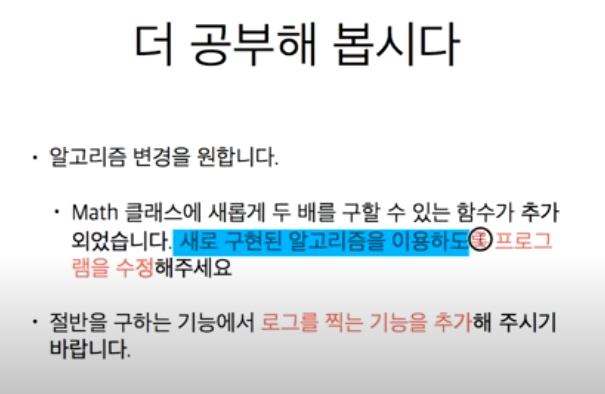 더 공부해 봅시다
• 알고리즘 변경을 원합니다.
• Math 클래스에 새롭게 두 배를 구할 수 있는 함수가 추가
외었습니다. 새로 구현된 알고리즘을 이용하도록 프로그
램을 수정해주세요
• 절반을 구하는 기능에서 로그를 찍는 기능을 추가해 주시기
바랍니다.